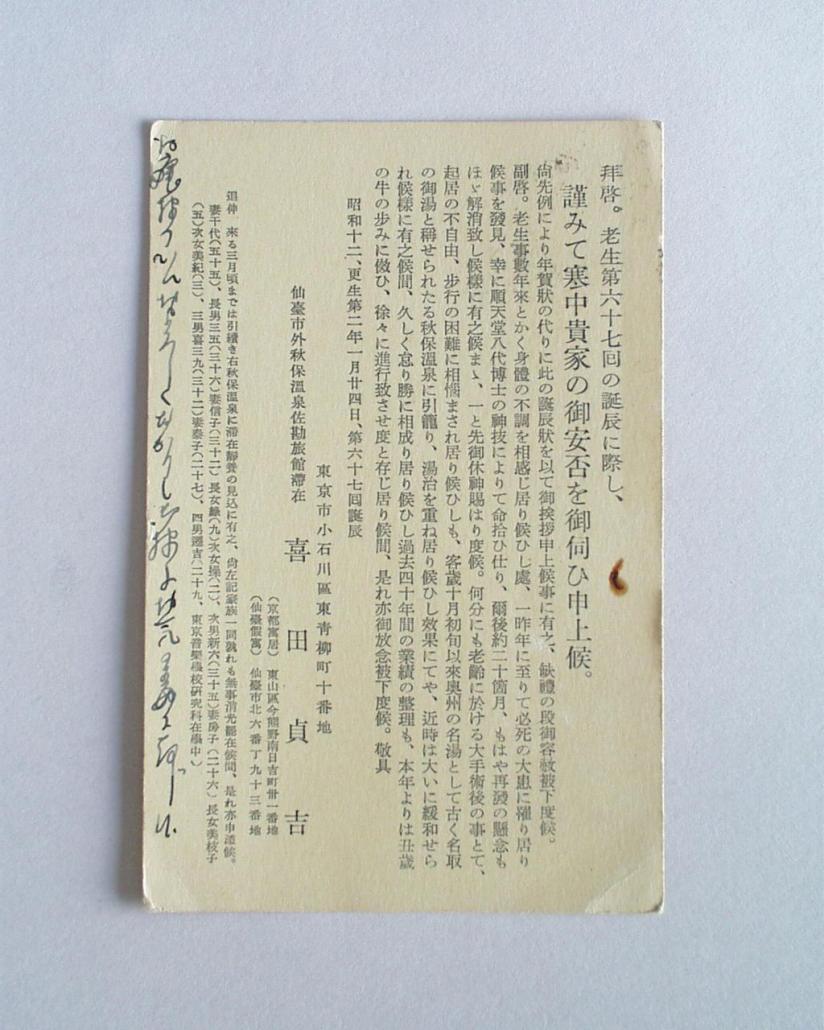 拜啓。老生第六十七回の誕辰に際し、
謹みて寒中貴家の御安否を御伺ひ申上候。
尙先例により年賀狀の代りに此の誕辰狀を以て御挨拶申上候事に有之、缺禮の段御容赦被下度候。
副啓。老生事數年來とかく身體の不調を相感じ居り候ひし處、一昨年に至りて必死の大患に罹り居り
候事を發見、幸に順天堂八代博士の神技によりて命拾ひ仕り、爾後約二十箇月、もはや再發の懸念も
ほゞ解消致し候樣に有之候まゝ、一と先御休神賜はり度候。何分にも老齡に於ける大手術後の事とて、
起居の不自由、步行の困難に相惱まされ居り候ひしも、客歲十月初旬以來奧州の名湯として古く名取
の御湯と稱せられたる秋保溫泉に引籠り、湯治を重ね居り候ひし效果にてや、近時は大いに緩和せら
れ候樣に有之候間、久しく怠り勝に相成り居り候ひし過去四十年間の業績の整理も、本年よりは丑歲
の牛の步みに倣ひ、徐々に進行致させ度と存じ居り候間、是れ亦御放念被下度候。敬具
昭和十二、更生第二年一月廿四日、第六十七回誕辰
東京市小石川區東靑柳町十番地
仙臺市外秋保溫泉佐勘旅館滯在 喜田貞吉
(京都寓居) 東山區今熊野南日吉町卅一番地
(仙臺假寓) 仙臺市北六番丁九十三番地
追伸 來る三月頃までは引續き右秋保溫泉に滯在靜養の見込に有之、尙左記家族一同孰れも無事消光罷在候間、是れ亦申添候。
妻千代(五十五)、長男三五(三十六)妻信子(三十二)長女綠(九)次女操(二)、次男新六(三十五)妻房子(二十六)長女美枝子
(五)次女美紀(三)、三男喜三九(三十二)妻泰子(二十七)、四男遷吉(二十九、東京音樂學校硏究科在學中)